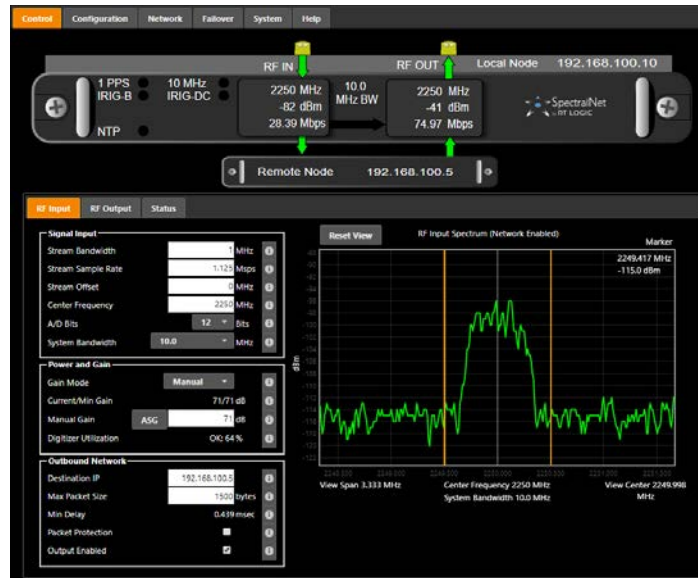 Control Configuration Network Failover System Help
RF IN RF OUT Local Node 192.168.100.10
1 PPS 10 MHz
IRIG-B IRIG-DC
NTP
2250 MHz
-82 dBm
28.39 Mbps
10.0
MHz BW
2250 MHz
-41 dBm
74.97 Mbps
SpectralNet
RT LOGIC
Remote Node 192.168.100.5
RF Input RF Output Status
Signal Input
Stream Bandwidth 1 MHz
Stream Sample Rate 1.125 Msps
Stream Offset 0 MHz
Center Frequency 2250 MHz
A/D Bits 12 Bits
System Bandwidth 10.0 MHz
Power and Gain
Gain Mode Manual
Current/Min Gain 71/71 dB
Manual Gain ASG 71 dB
Digitizer Utilization OK: 64%
Outbound Network
Destination IP 192.168.100.5
Max Packet Size 1500 bytes
Min Delay 0.439 msec
Packet Protection
Output Enabled
Reset View RF Input Spectrum (Network Enabled)
Marker
2249.417 MHz
-115.0 dBm
dBm
View Span 3.333 MHz Center Frequency 2250 MHz View Center 2249.998
System Bandwidth 10.0 MHz MHz